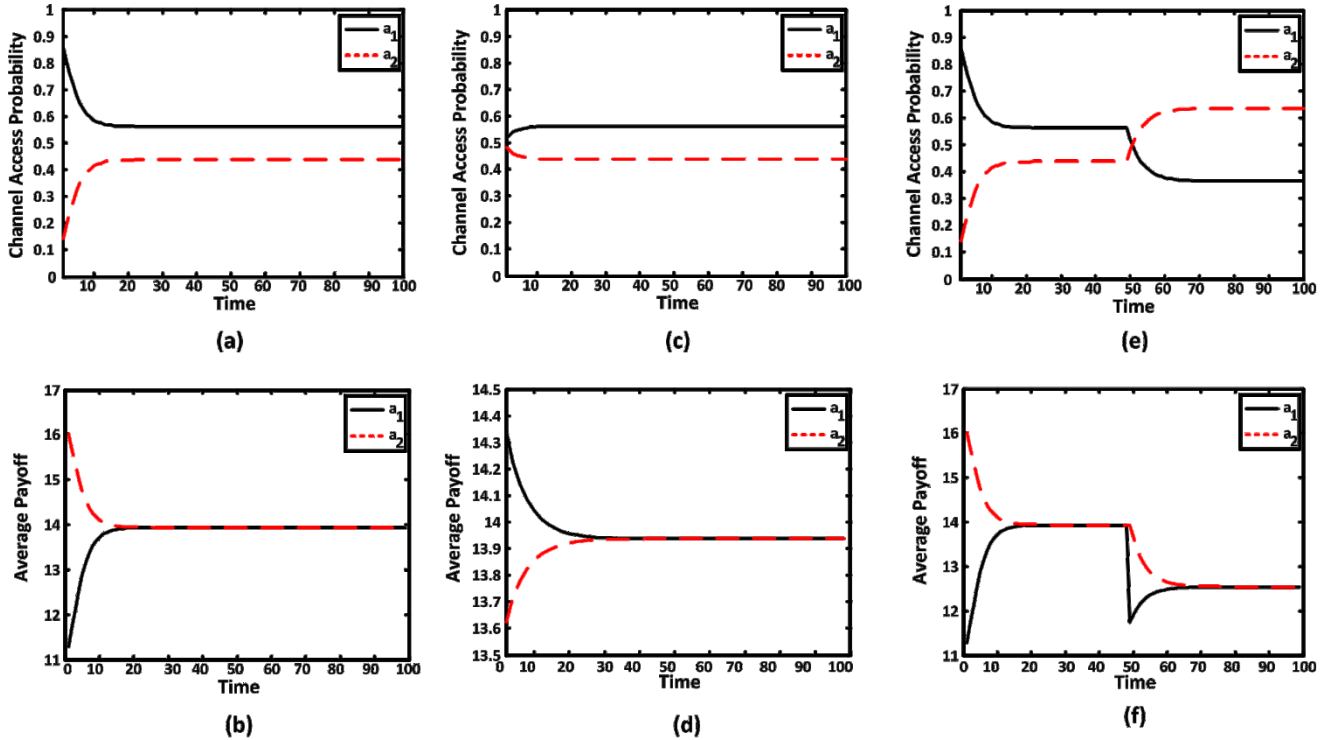 Channel Access Probability
1
0.9
0.8
0.7
0.6
0.5
0.4
0.3
0.2
0.1
0
a1
a2
10 20 30 40 50 60 70 80 90 100
Time
(a)
Channel Access Probability
1
0.9
0.8
0.7
0.6
0.5
0.4
0.3
0.2
0.1
0
a1
a2
10 20 30 40 50 60 70 80 90 100
Time
(c)
Channel Access Probability
1
0.9
0.8
0.7
0.6
0.5
0.4
0.3
0.2
0.1
0
a1
a2
10 20 30 40 50 60 70 80 90 100
Time
(e)
Average Payoff
17
16
15
14
13
12
11
a1
a2
0 10 20 30 40 50 60 70 80 90 100
Time
(b)
Average Payoff
14.5
14.4
14.3
14.2
14.1
14
13.9
13.8
13.7
13.6
13.5
a1
a2
0 10 20 30 40 50 60 70 80 90 100
Time
(d)
Average Payoff
17
16
15
14
13
12
11
a1
a2
0 10 20 30 40 50 60 70 80 90 100
Time
(f)